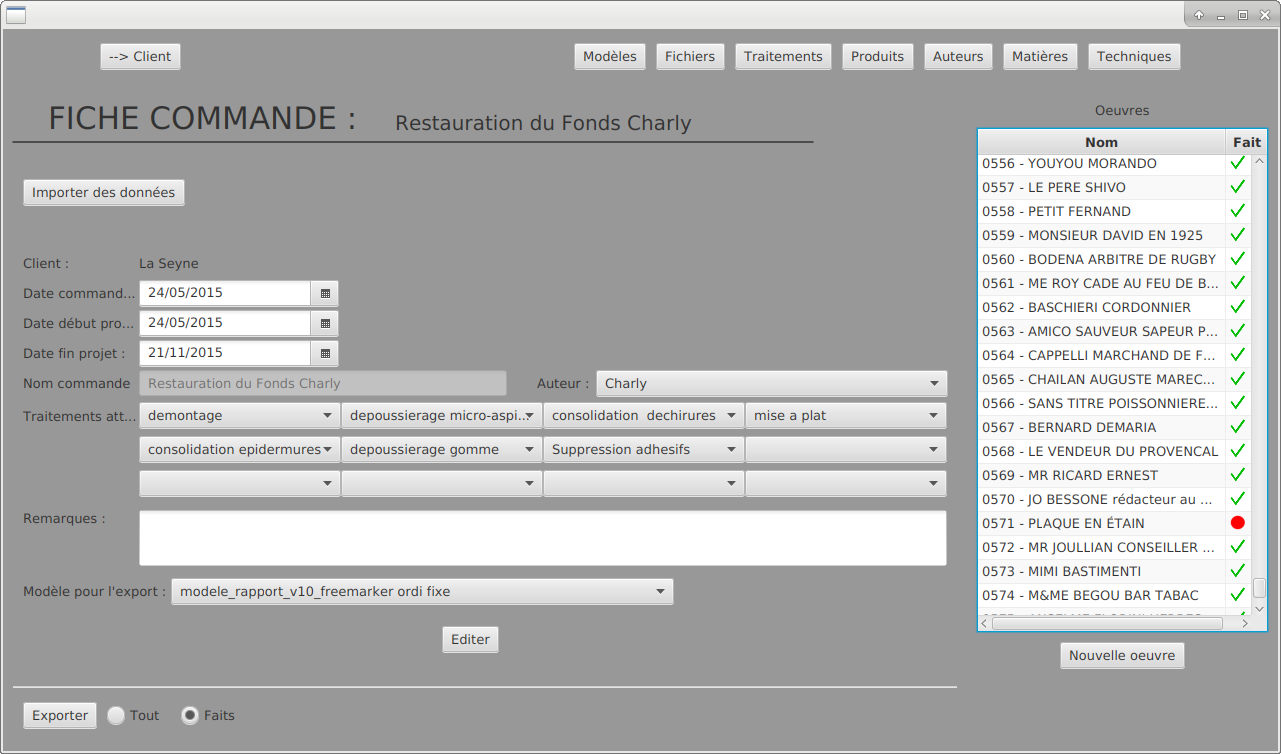 --> Client
Modèles
Fichiers
Traitements
Produits
Auteurs
Matières
Techniques
FICHE COMMANDE :
Restauration du Fonds Charly
Importer des données
Client :
La Seyne
Date command...
24/05/2015
Date début pro...
24/05/2015
Date fin projet :
21/11/2015
Nom commande
Restauration du Fonds Charly
Auteur :
Charly
Traitements att...
demontage
depoussierage micro-aspi...
consolidation dechirures
mise a plat
consolidation epidermures
depoussierage gomme
Suppression adhesifs
Remarques :
Modèle pour l'export :
modele_rapport_v10_freemarker ordi fixe
Editer
Exporter
Tout
Faits
Oeuvres
Nom
Fait
0556 - YOUYOU MORANDO
0557 - LE PERE SHIVO
0558 - PETIT FERNAND
0559 - MONSIEUR DAVID EN 1925
0560 - BODENA ARBITRE DE RUGBY
0561 - ME ROY CADE AU FEU DE B...
0562 - BASCHIERI CORDONNIER
0563 - AMICO SAUVEUR SAPEUR P...
0564 - CAPPELLI MARCHAND DE F...
0565 - CHAILAN AUGUSTE MAREC...
0566 - SANS TITRE POISSONNIERE...
0567 - BERNARD DEMARIA
0568 - LE VENDEUR DU PROVENCAL
0569 - MR RICARD ERNEST
0570 - JO BESSONE rédacteur au ...
0571 - PLAQUE EN ÉTAIN
0572 - MR JOULLIAN CONSEILLER ...
0573 - MIMI BASTIMENTI
0574 - M&ME BEGOU BAR TABAC
Nouvelle oeuvre